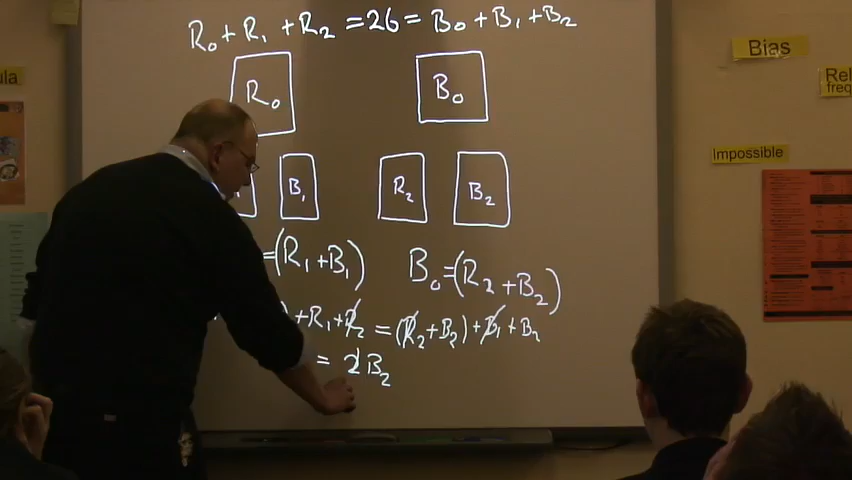 R₀ + R₁ + R₂ = 26 = B₀ + B₁ + B₂
Bias
ula
Rel
freq
R₀
B₀
Impossible
B₁
R₂
B₂
=(R₁ + B₁)
B₀ = (R₂ + B₂)
) + R₁ + R₂ = (R₂ + B₂) + B₁ + B₂
= 2B₂